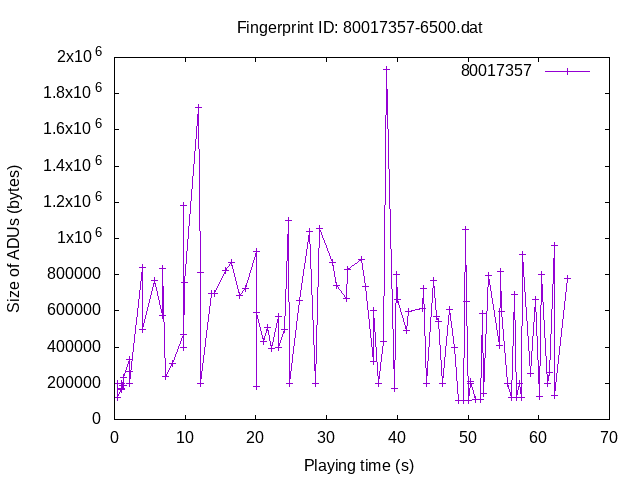 Fingerprint ID: 80017357-6500.dat
80017357
Size of ADUs (bytes)
2x10^6
1.8x10^6
1.6x10^6
1.4x10^6
1.2x10^6
1x10^6
800000
600000
400000
200000
0
0 10 20 30 40 50 60 70
Playing time (s)